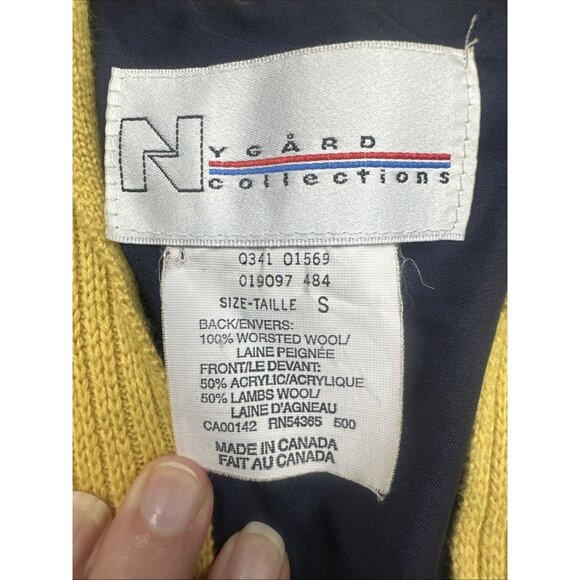 NYGÅRD
collections
Q341 01569
019097 484
SIZE-TAILLE S
BACK/ENVERS:
100% WORSTED WOOL/
LAINE PEIGNÉE
FRONT/LE DEVANT:
50% ACRYLIC/ACRYLIQUE
50% LAMBS WOOL/
LAINE D'AGNEAU
CA00142 RN54365 500
MADE IN CANADA
FAIT AU CANADA